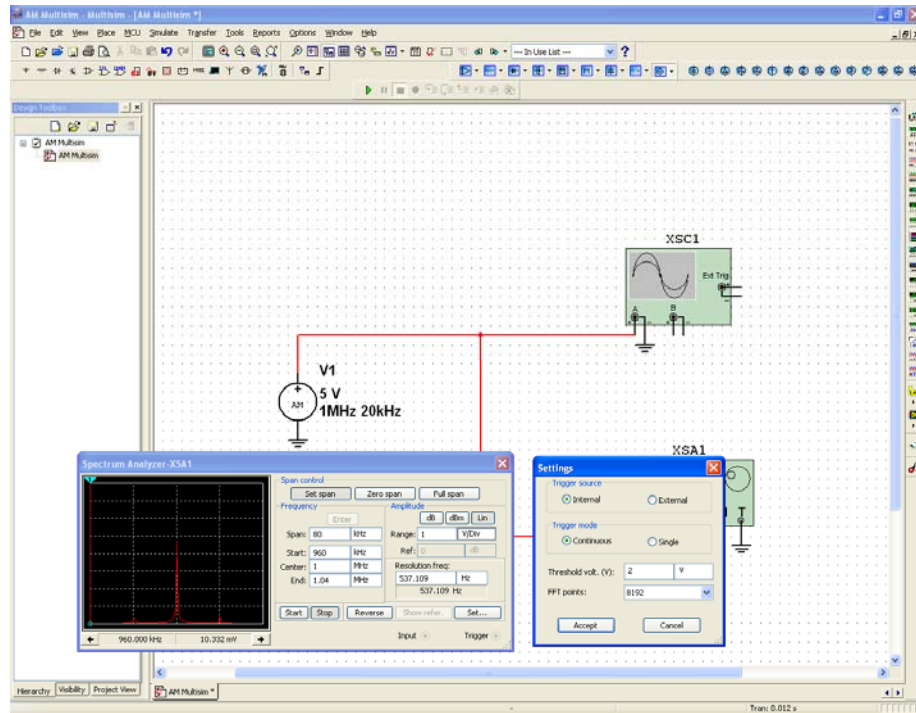 AM Multisim - Multisim - [AM Multisim *]
File Edit View Place MCU Simulate Transfer Tools Reports Options Window Help
--- In Use List ---
Design Toolbox
AM Multisim
AM Multisim
XSC1
Ext Trig
A B
V1
5 V
AM
1MHz 20kHz
XSA1
T
Spectrum Analyzer-XSA1
Span control
Set span Zero span Full span
Frequency
Enter
Span: 80 kHz
Start: 960 kHz
Center: 1 MHz
End: 1.04 MHz
Amplitude
dB dBm Lin
Range: 1 V/Div
Ref: 0 dB
Resolution freq:
537.109 Hz
537.109 Hz
Start Stop Reverse Show refer. Set...
960.000 kHz 10.332 mV
Input Trigger
Settings
Trigger source
Internal External
Trigger mode
Continuous Single
Threshold volt. (V): 2 V
FFT points: 8192
Accept Cancel
Hierarchy Visibility Project View
AM Multisim *
Tran: 0.012 s